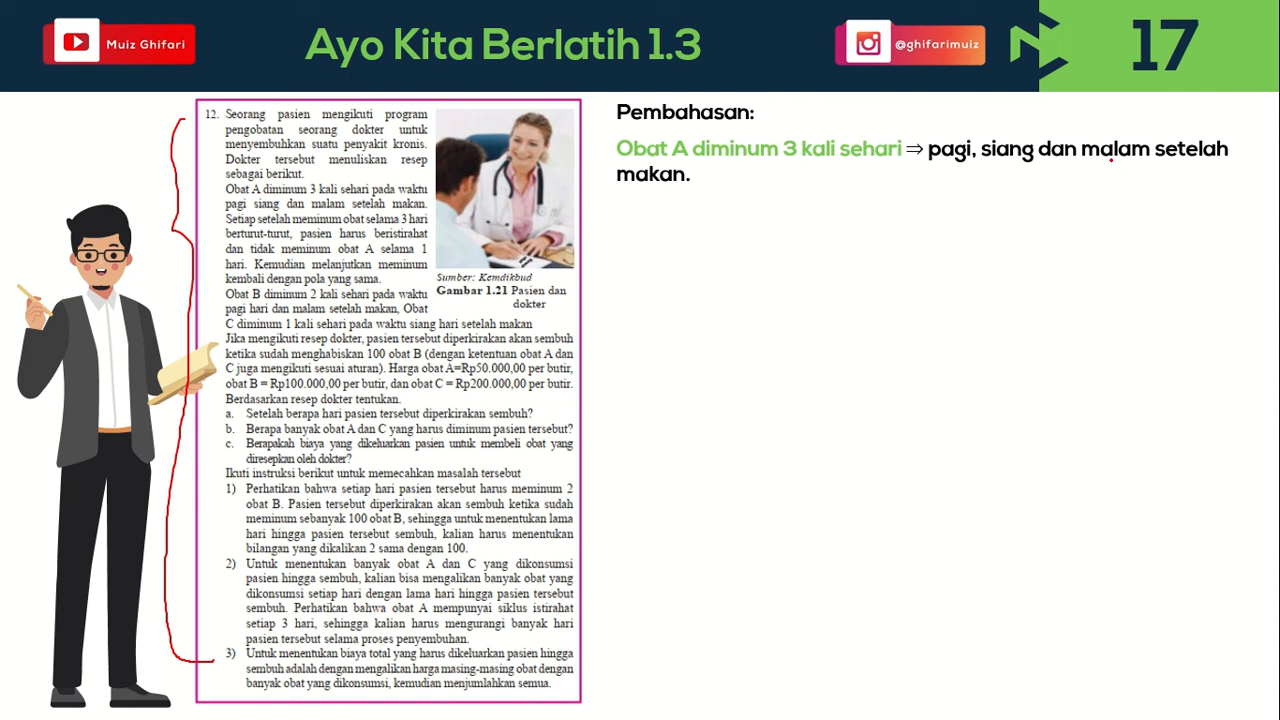 Muiz Ghifari
Ayo Kita Berlatih 1.3
@ghifarimuiz
17
12. Seorang pasien mengikuti program
pengobatan seorang dokter untuk
menyembuhkan suatu penyakit kronis.
Dokter tersebut menuliskan resep
sebagai berikut.
Obat A diminum 3 kali sehari pada waktu
pagi siang dan malam setelah makan.
Setiap setelah meminum obat selama 3 hari
berturut-turut, pasien harus beristirahat
dan tidak meminum obat A selama 1
hari. Kemudian melanjutkan meminum
kembali dengan pola yang sama.
Obat B diminum 2 kali sehari pada waktu
pagi hari dan malam setelah makan, Obat
C diminum 1 kali sehari pada waktu siang hari setelah makan
Jika mengikuti resep dokter, pasien tersebut diperkirakan akan sembuh
ketika sudah menghabiskan 100 obat B (dengan ketentuan obat A dan
C juga mengikuti sesuai aturan). Harga obat A=Rp50.000,00 per butir,
obat B = Rp100.000,00 per butir, dan obat C = Rp200.000,00 per butir.
Berdasarkan resep dokter tentukan.
a. Setelah berapa hari pasien tersebut diperkirakan sembuh?
b. Berapa banyak obat A dan C yang harus diminum pasien tersebut?
c. Berapakah biaya yang dikeluarkan pasien untuk membeli obat yang
diresepkan oleh dokter?
Ikuti instruksi berikut untuk memecahkan masalah tersebut
1) Perhatikan bahwa setiap hari pasien tersebut harus meminum 2
obat B. Pasien tersebut diperkirakan akan sembuh ketika sudah
meminum sebanyak 100 obat B, sehingga untuk menentukan lama
hari hingga pasien tersebut sembuh, kalian harus menentukan
bilangan yang dikalikan 2 sama dengan 100.
2) Untuk menentukan banyak obat A dan C yang dikonsumsi
pasien hingga sembuh, kalian bisa mengalikan banyak obat yang
dikonsumsi setiap hari dengan lama hari hingga pasien tersebut
sembuh. Perhatikan bahwa obat A mempunyai siklus istirahat
setiap 3 hari, sehingga kalian harus mengurangi banyak hari
pasien tersebut selama proses penyembuhan.
3) Untuk menentukan biaya total yang harus dikeluarkan pasien hingga
sembuh adalah dengan mengalikan harga masing-masing obat dengan
banyak obat yang dikonsumsi, kemudian menjumlahkan semua.
Sumber: Kemdikbud
Gambar 1.21 Pasien dan
dokter
Pembahasan:
Obat A diminum 3 kali sehari ⇒ pagi, siang dan malam setelah
makan.